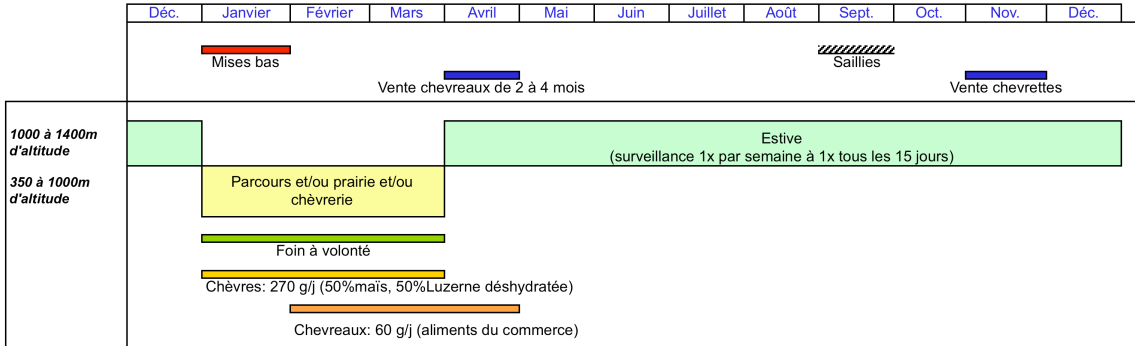 Déc. Janvier Février Mars Avril Mai Juin Juillet Août Sept. Oct. Nov. Déc.
Mises bas
Saillies
Vente chevreaux de 2 à 4 mois
Vente chevrettes
1000 à 1400m
d'altitude
Estive
(surveillance 1x par semaine à 1x tous les 15 jours)
350 à 1000m
d'altitude
Parcours et/ou prairie et/ou
chèvrerie
Foin à volonté
Chèvres: 270 g/j (50%maïs, 50%Luzerne déshydratée)
Chevreaux: 60 g/j (aliments du commerce)